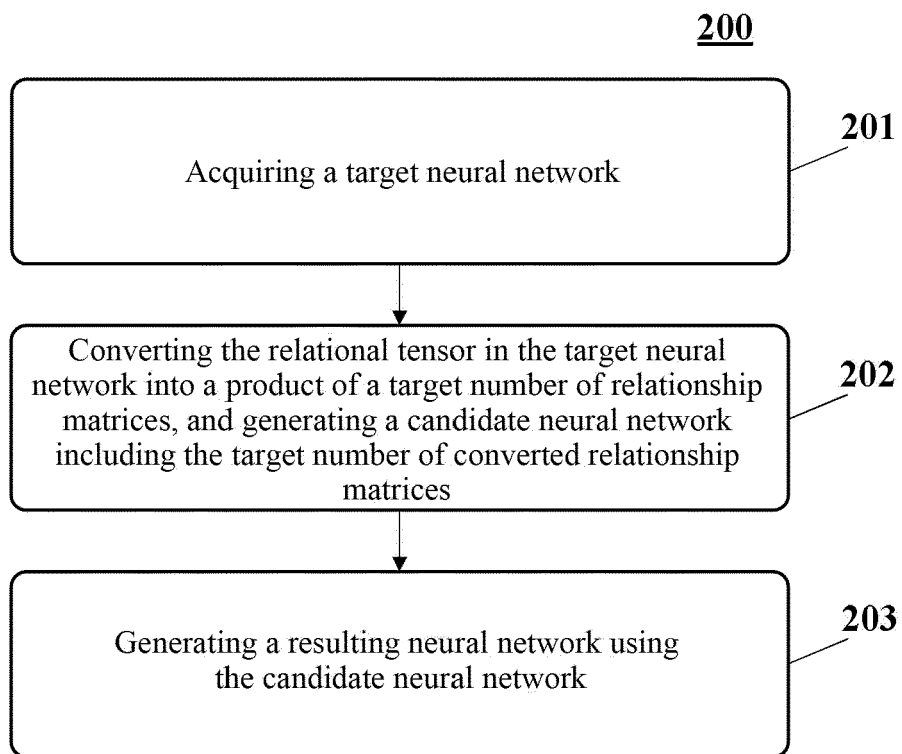 200
Acquiring a target neural network
201
Converting the relational tensor in the target neural
network into a product of a target number of relationship
matrices, and generating a candidate neural network
including the target number of converted relationship
matrices
202
Generating a resulting neural network using
the candidate neural network
203